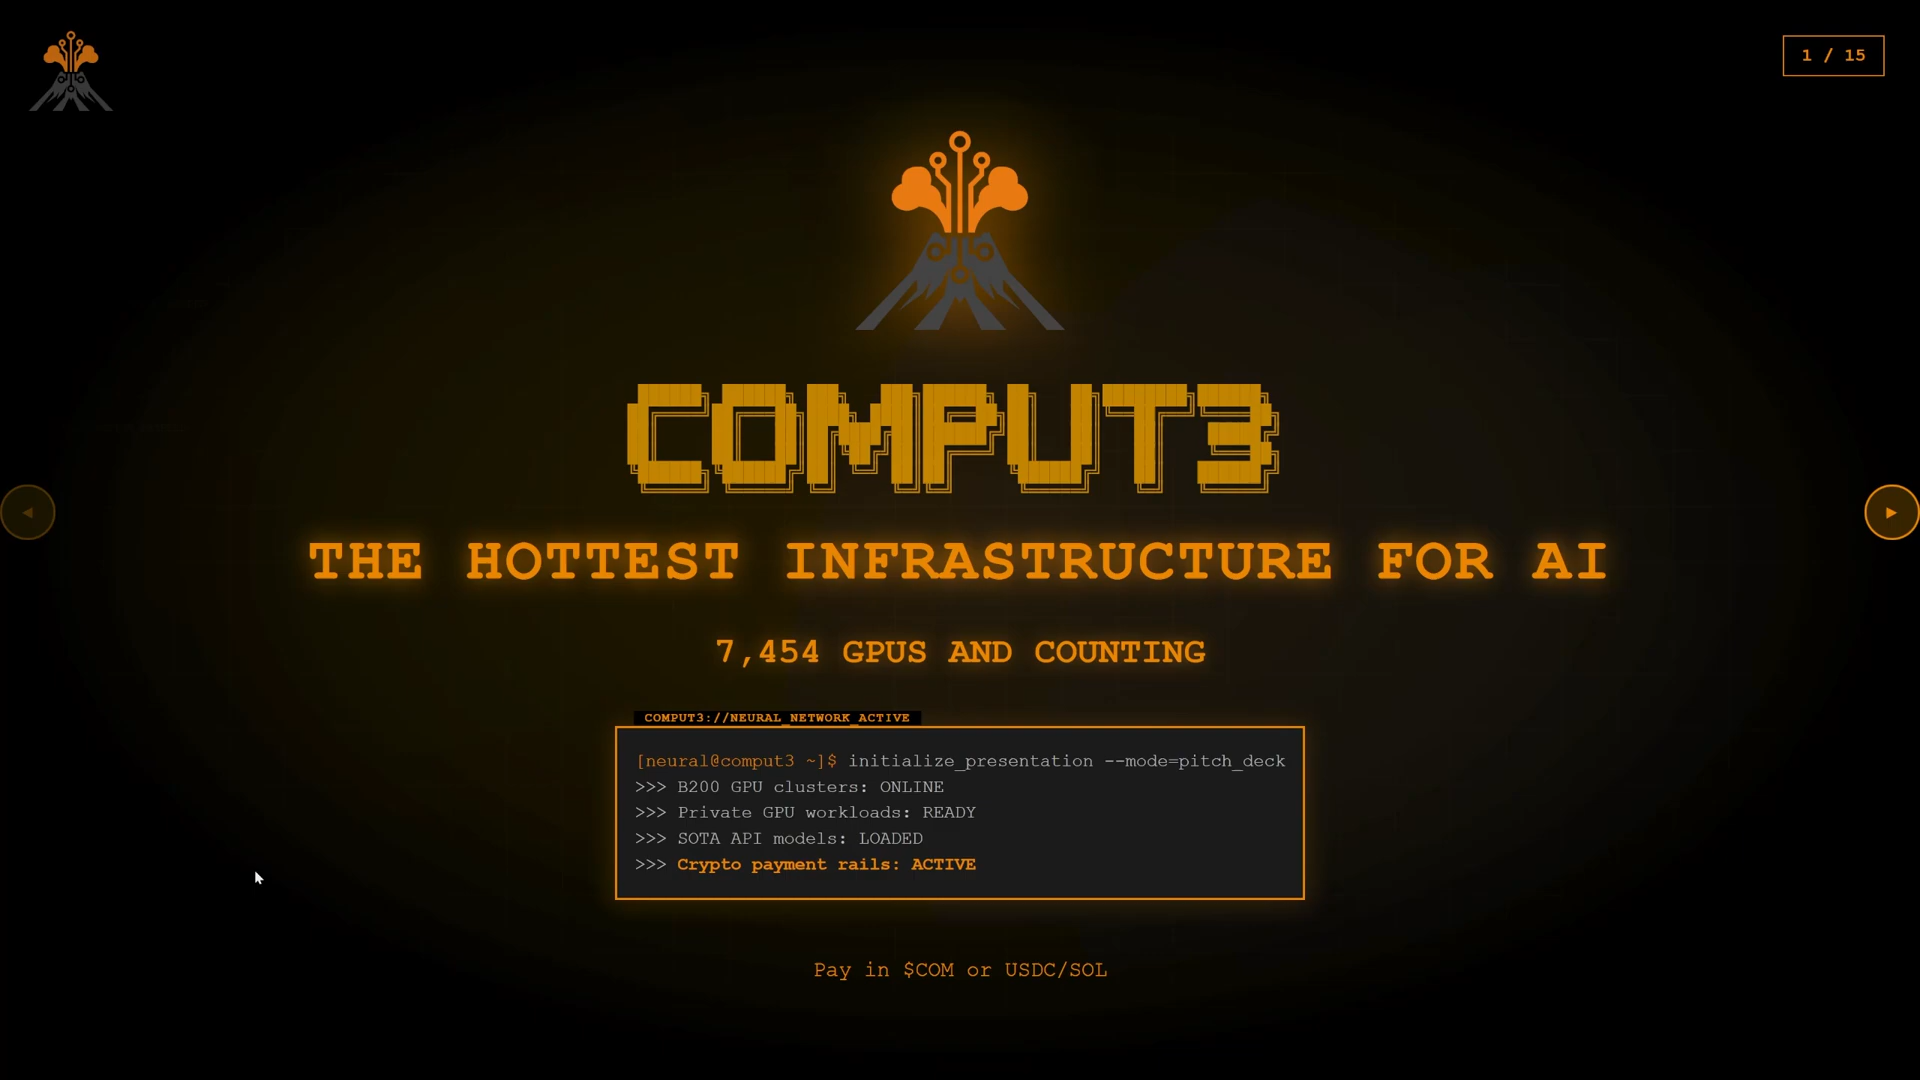 1 / 15
COMPUT3
THE HOTTEST INFRASTRUCTURE FOR AI
7,454 GPUS AND COUNTING
COMPUT3://NEURAL_NETWORK_ACTIVE
[neural@comput3 ~]$ initialize_presentation --mode=pitch_deck
>>> B200 GPU clusters: ONLINE
>>> Private GPU workloads: READY
>>> SOTA API models: LOADED
>>> Crypto payment rails: ACTIVE
Pay in $COM or USDC/SOL